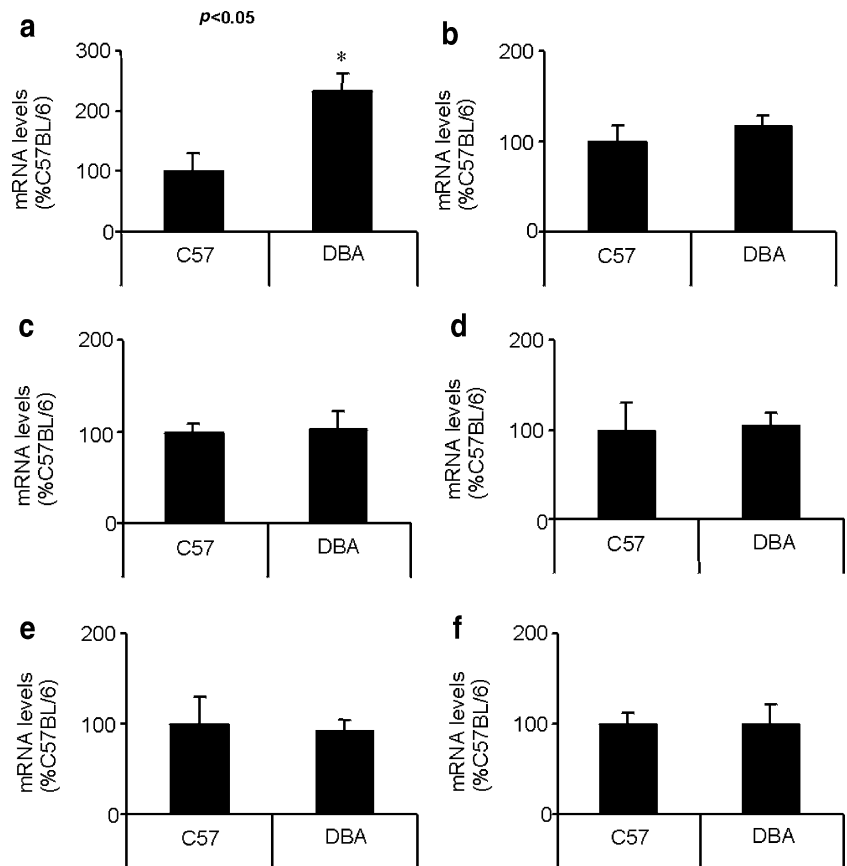 a
p<0.05
300
200
100
0
mRNA levels
(%C57BL/6)
*
C57
DBA
b
200
100
0
mRNA levels
(%C57BL/6)
C57
DBA
c
200
100
0
mRNA levels
(%C57BL/6)
C57
DBA
d
200
100
0
mRNA levels
(%C57BL/6)
C57
DBA
e
200
100
0
mRNA levels
(%C57BL/6)
C57
DBA
f
200
100
0
mRNA levels
(%C57BL/6)
C57
DBA